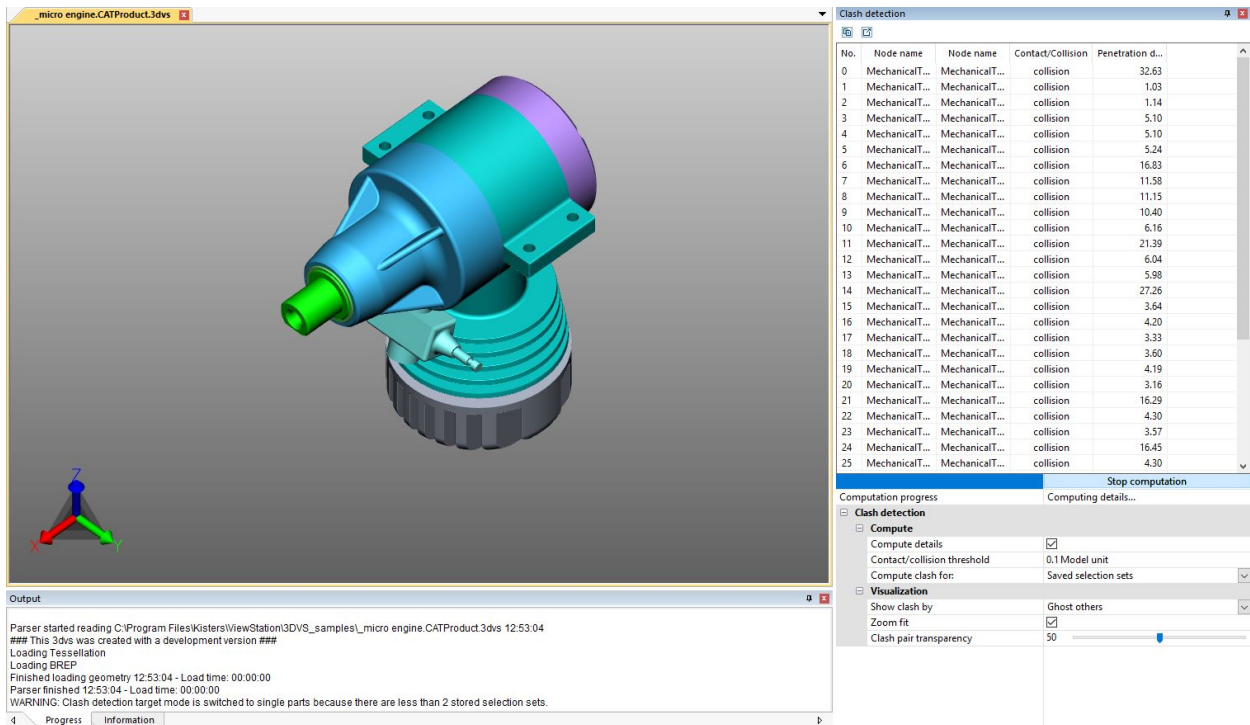 _micro engine.CATProduct.3dvs
Z
X
Y
Output
Parser started reading C:\Program Files\Kisters\ViewStation\3DVS_samples\_micro engine.CATProduct.3dvs 12:53:04
### This 3dvs was created with a development version ###
Loading Tessellation
Loading BREP
Finished loading geometry 12:53:04 - Load time: 00:00:00
Parser finished 12:53:04 - Load time: 00:00:00
WARNING: Clash detection target mode is switched to single parts because there are less than 2 stored selection sets.
Progress Information
Clash detection
No. Node name Node name Contact/Collision Penetration d...
0 MechanicalT... MechanicalT... collision 32.63
1 MechanicalT... MechanicalT... collision 1.03
2 MechanicalT... MechanicalT... collision 1.14
3 MechanicalT... MechanicalT... collision 5.10
4 MechanicalT... MechanicalT... collision 5.10
5 MechanicalT... MechanicalT... collision 5.24
6 MechanicalT... MechanicalT... collision 16.83
7 MechanicalT... MechanicalT... collision 11.58
8 MechanicalT... MechanicalT... collision 11.15
9 MechanicalT... MechanicalT... collision 10.40
10 MechanicalT... MechanicalT... collision 6.16
11 MechanicalT... MechanicalT... collision 21.39
12 MechanicalT... MechanicalT... collision 6.04
13 MechanicalT... MechanicalT... collision 5.98
14 MechanicalT... MechanicalT... collision 27.26
15 MechanicalT... MechanicalT... collision 3.64
16 MechanicalT... MechanicalT... collision 4.20
17 MechanicalT... MechanicalT... collision 3.33
18 MechanicalT... MechanicalT... collision 3.60
19 MechanicalT... MechanicalT... collision 4.19
20 MechanicalT... MechanicalT... collision 3.16
21 MechanicalT... MechanicalT... collision 16.29
22 MechanicalT... MechanicalT... collision 4.30
23 MechanicalT... MechanicalT... collision 3.57
24 MechanicalT... MechanicalT... collision 16.45
25 MechanicalT... MechanicalT... collision 4.30
Stop computation
Computation progress Computing details...
Clash detection
Compute
Compute details
Contact/collision threshold 0.1 Model unit
Compute clash for: Saved selection sets
Visualization
Show clash by Ghost others
Zoom fit
Clash pair transparency 50